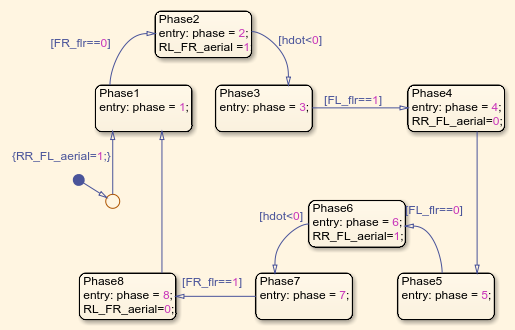 Phase2
entry: phase = 2;
RL_FR_aerial =1
[FR_flr==0]
[hdot<0]
Phase1
entry: phase = 1;
Phase3
entry: phase = 3;
[FL_flr==1]
Phase4
entry: phase = 4;
RR_FL_aerial=0;
{RR_FL_aerial=1;}
Phase6
entry: phase = 6;
RR_FL_aerial=1;
[hdot<0]
[FL_flr==0]
Phase8
entry: phase = 8;
RL_FR_aerial=0;
[FR_flr==1]
Phase7
entry: phase = 7;
Phase5
entry: phase = 5;